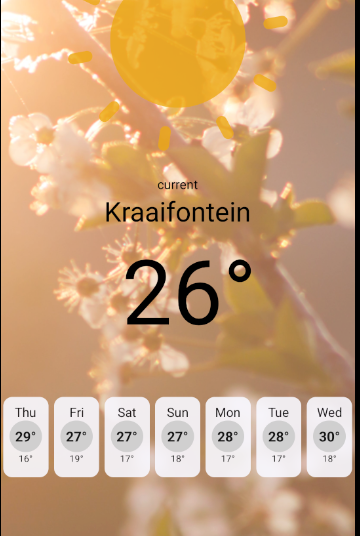 current
Kraaifontein
26°
Thu Fri Sat Sun Mon Tue Wed
29° 27° 27° 27° 28° 28° 30°
16° 19° 17° 18° 17° 17° 18°